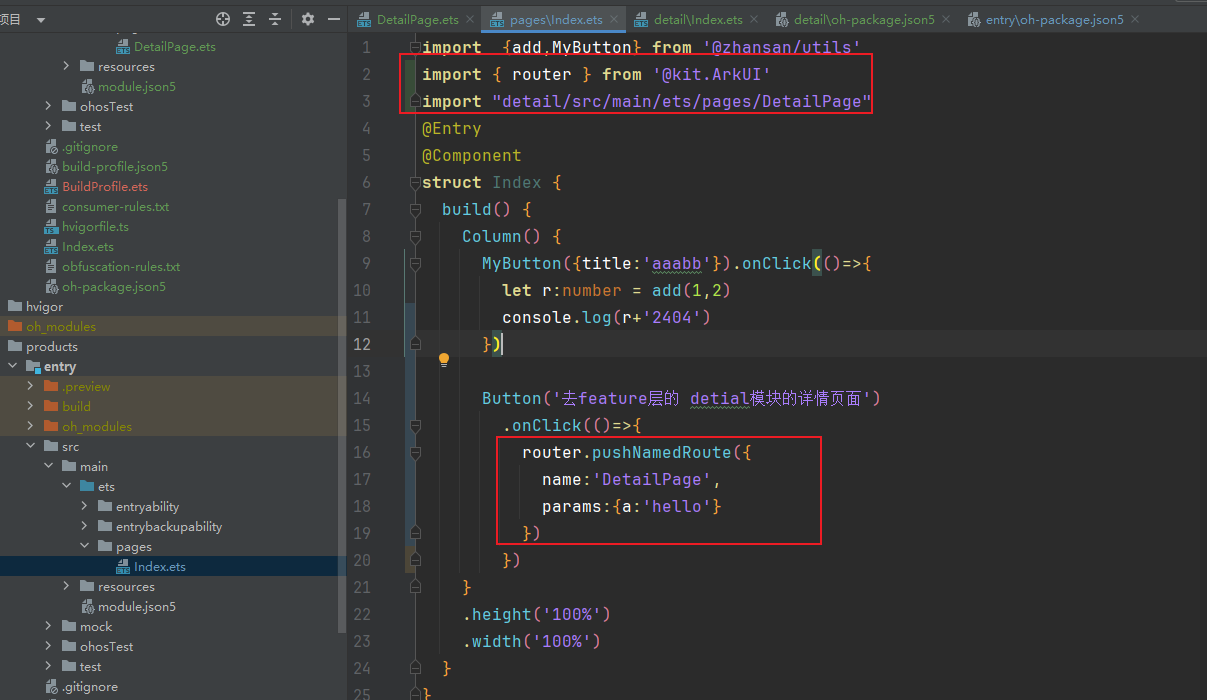 项目
DetailPage.ets
pages\Index.ets
detail\Index.ets
detail\oh-package.json5
entry\oh-package.json5
DetailPage.ets
resources
module.json5
ohosTest
test
.gitignore
build-profile.json5
BuildProfile.ets
consumer-rules.txt
hvigorfile.ts
Index.ets
obfuscation-rules.txt
oh-package.json5
hvigor
oh_modules
products
entry
.preview
build
oh_modules
src
main
ets
entryability
entrybackupability
pages
Index.ets
resources
module.json5
mock
ohosTest
test
.gitignore
1 import {add,MyButton} from '@zhansan/utils'
2 import { router } from '@kit.ArkUI'
3 import "detail/src/main/ets/pages/DetailPage"
4 @Entry
5 @Component
6 struct Index {
7 build() {
8 Column() {
9 MyButton({title:'aaabb'}).onClick(()=>{
10 let r:number = add(1,2)
11 console.log(r+'2404')
12 })
13
14 Button('去feature层的 detial模块的详情页面')
15 .onClick(()=>{
16 router.pushNamedRoute({
17 name:'DetailPage',
18 params:{a:'hello'}
19 })
20 })
21 }
22 .height('100%')
23 .width('100%')
24 }
25 }